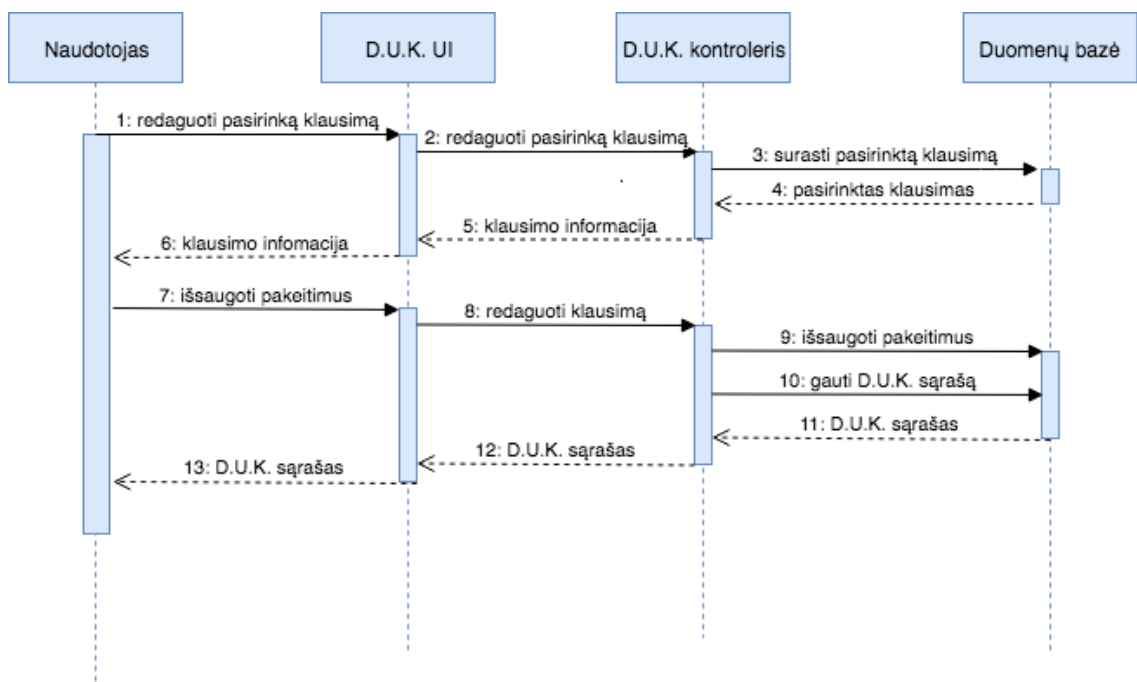 Naudotojas
D.U.K. UI
D.U.K. kontroleris
Duomenų bazė
1: redaguoti pasirinką klausimą
2: redaguoti pasirinką klausimą
3: surasti pasirinktą klausimą
4: pasirinktas klausimas
5: klausimo informacija
6: klausimo infomacija
7: išsaugoti pakeitimus
8: redaguoti klausimą
9: išsaugoti pakeitimus
10: gauti D.U.K. sąrašą
11: D.U.K. sąrašas
12: D.U.K. sąrašas
13: D.U.K. sąrašas